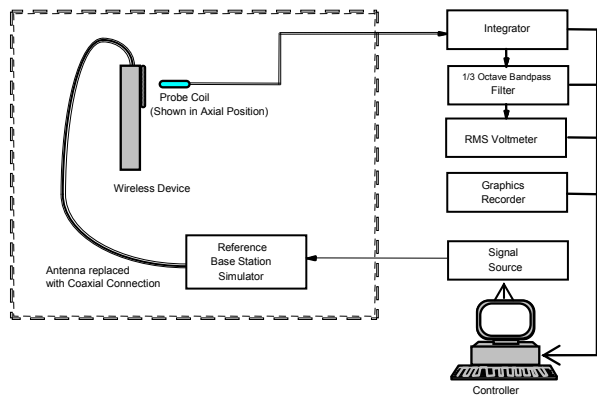 Integrator
1/3 Octave Bandpass
Filter
RMS Voltmeter
Graphics
Recorder
Signal
Source
Controller
Probe Coil
(Shown in Axial Position)
Wireless Device
Reference
Base Station
Simulator
Antenna replaced
with Coaxial Connection